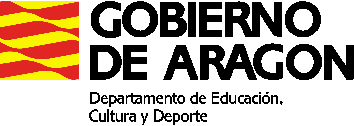 GOBIERNO
DE ARAGON
Departamento de Educación,
Cultura y Deporte